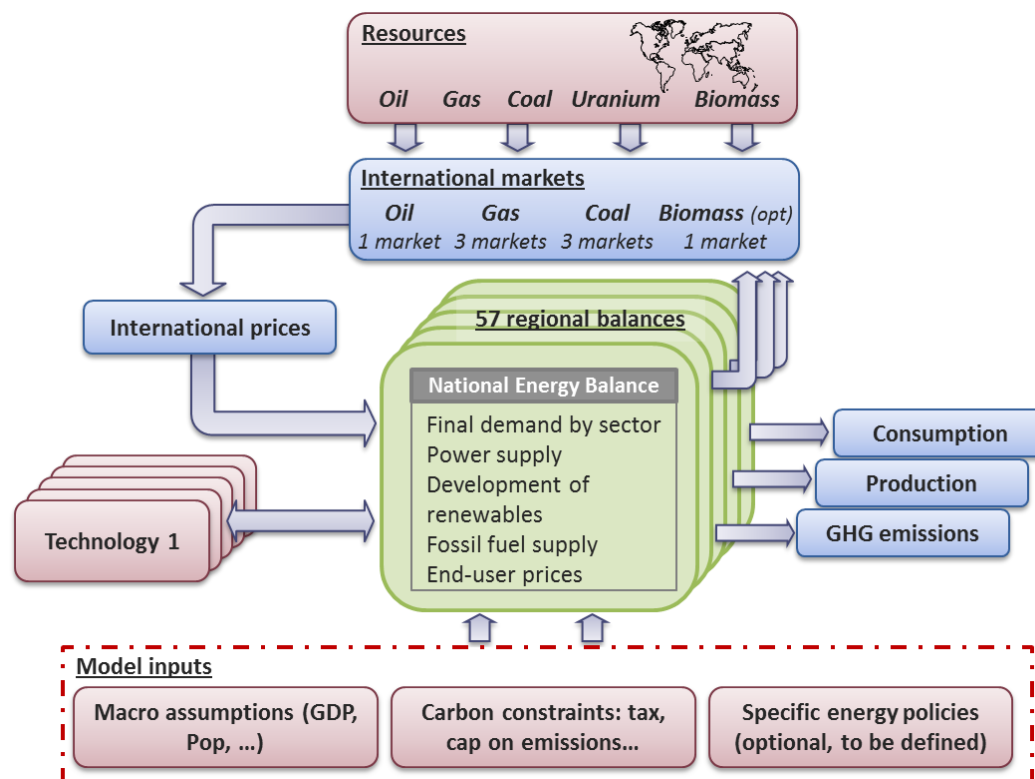 Resources
Oil Gas Coal Uranium Biomass
International markets
Oil Gas Coal Biomass (opt)
1 market 3 markets 3 markets 1 market
International prices
57 regional balances
National Energy Balance
Final demand by sector
Power supply
Development of
renewables
Fossil fuel supply
End-user prices
Consumption
Production
GHG emissions
Technology 1
Model inputs
Macro assumptions (GDP,
Pop, ...)
Carbon constraints: tax,
cap on emissions...
Specific energy policies
(optional, to be defined)